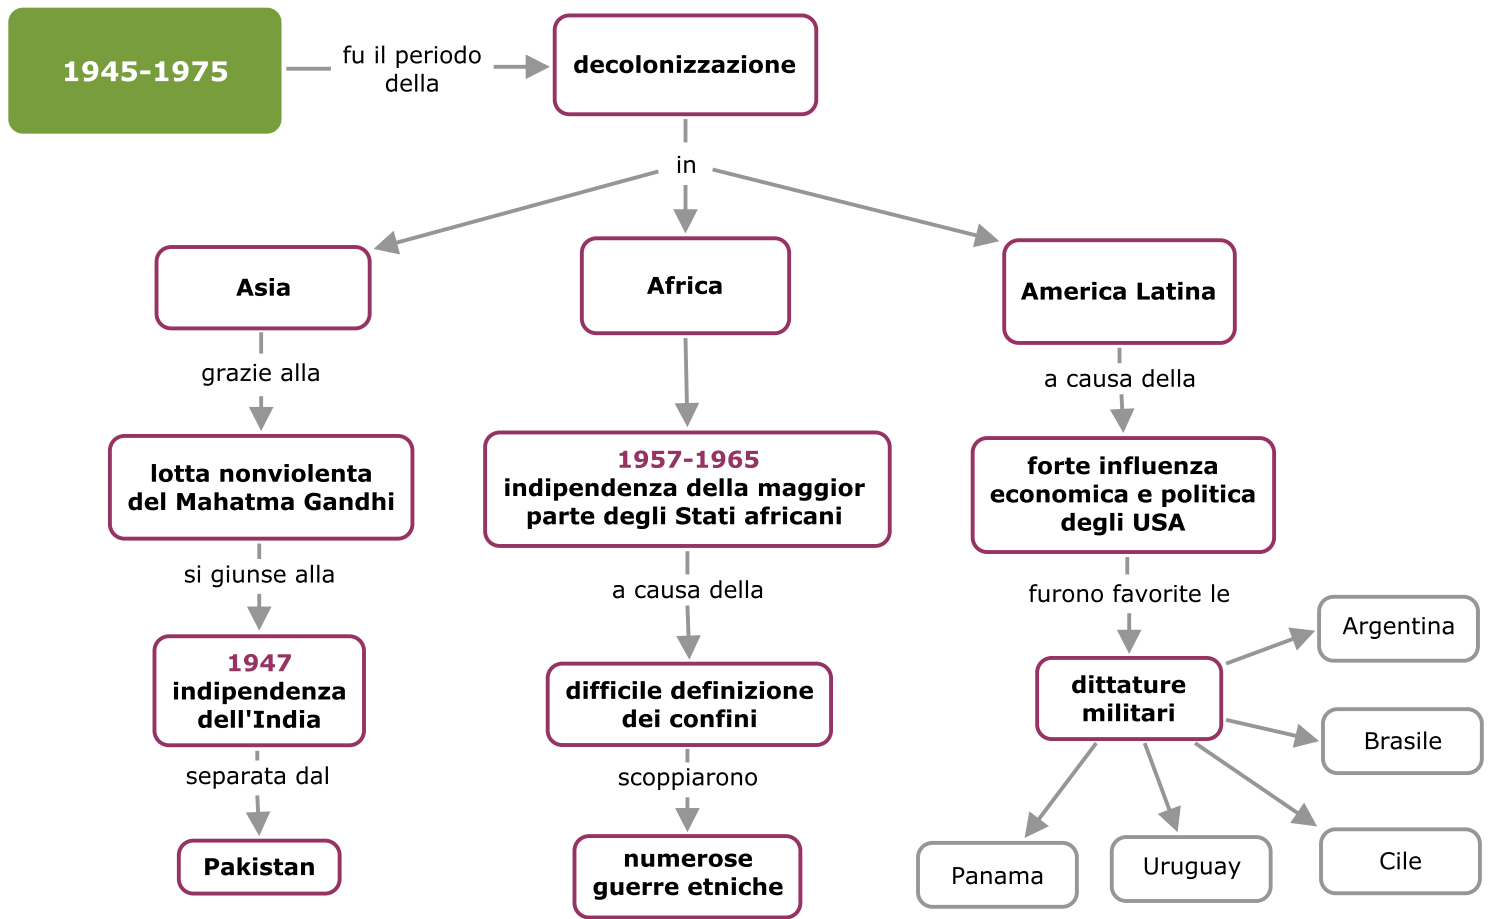 1945-1975
fu il periodo
della
decolonizzazione
in
Asia
grazie alla
lotta nonviolenta
del Mahatma Gandhi
si giunse alla
1947
indipendenza
dell'India
separata dal
Pakistan
Africa
1957-1965
indipendenza della maggior
parte degli Stati africani
a causa della
difficile definizione
dei confini
scoppiarono
numerose
guerre etniche
America Latina
a causa della
forte influenza
economica e politica
degli USA
furono favorite le
dittature
militari
Argentina
Brasile
Cile
Uruguay
Panama